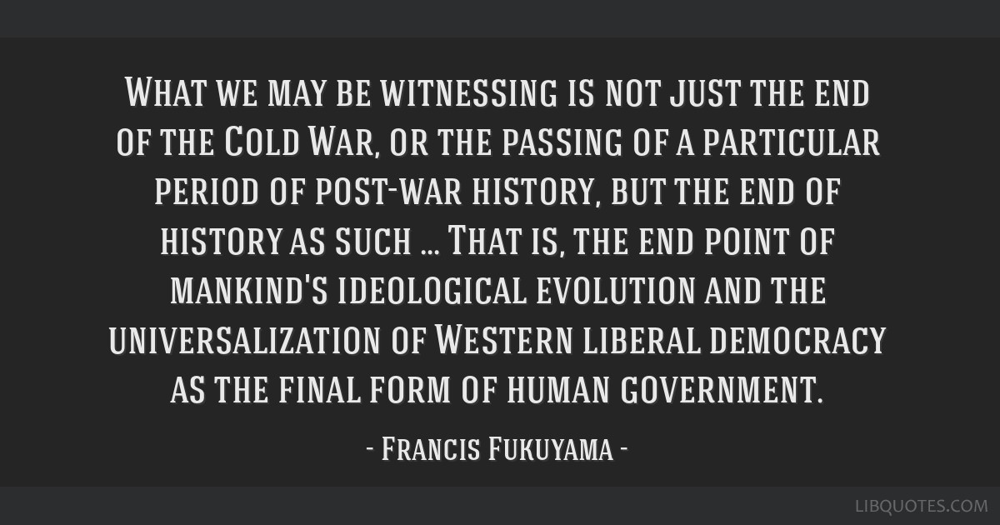 What we may be witnessing is not just the end
of the Cold War, or the passing of a particular
period of post-war history, but the end of
history as such ... That is, the end point of
mankind's ideological evolution and the
universalization of Western liberal democracy
as the final form of human government.
- Francis Fukuyama -
LIBQUOTES.COM